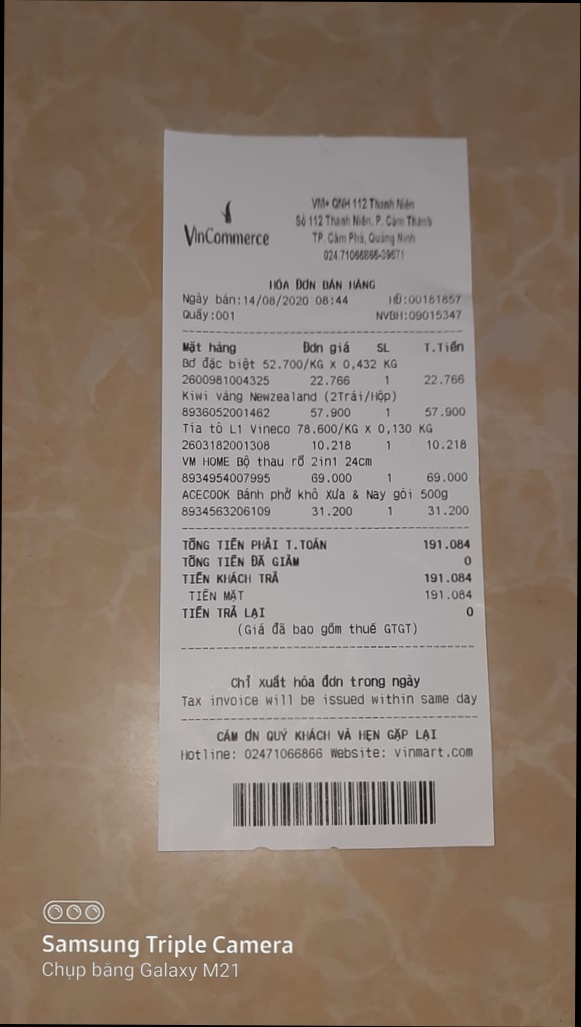 VinCommerce
VM+ QNH 112 Thanh Niên
Số 112 Thanh Niên, P. Cẩm Thành
TP. Cẩm Phả, Quảng Ninh
024.71066866-39671
HÓA ĐƠN BÁN HÀNG
Ngày bán:14/08/2020 08:44 HĐ:00181857
Quầy:001 NVBH:09015347
Mặt hàng Đơn giá SL T.Tiền
Bơ đặc biệt 52.700/KG X 0,432 KG
2600981004325 22.766 1 22.766
Kiwi vàng Newzealand (2Trái/Hộp)
8936052001462 57.900 1 57.900
Tía tô L1 Vineco 78.600/KG X 0,130 KG
2603182001308 10.218 1 10.218
VM HOME Bộ thau rổ 2in1 24cm
8934954007995 69.000 1 69.000
ACECOOK Bánh phở khô Xưa & Nay gói 500g
8934563206109 31.200 1 31.200
TỔNG TIỀN PHẢI T.TOÁN 191.084
TỔNG TIỀN ĐÃ GIẢM 0
TIỀN KHÁCH TRẢ 191.084
TIỀN MẶT 191.084
TIỀN TRẢ LẠI 0
(Giá đã bao gồm thuế GTGT)
Chỉ xuất hóa đơn trong ngày
Tax invoice will be issued within same day
CẢM ƠN QUÝ KHÁCH VÀ HẸN GẶP LẠI
Hotline: 02471066866 Website: vinmart.com
Samsung Triple Camera
Chụp bằng Galaxy M21